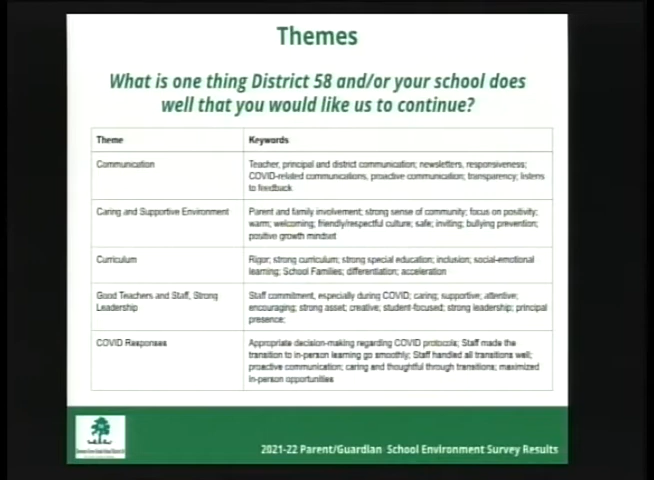 Themes
What is one thing District 58 and/or your school does
well that you would like us to continue?
Theme
Keywords
Communication
Teacher, principal and district communication; newsletters, responsiveness;
COVID-related communications, proactive communication; transparency; listens
to feedback
Caring and Supportive Environment
Parent and family involvement; strong sense of community; focus on positivity;
warm; welcoming; friendly/respectful culture; safe; inviting; bullying prevention;
positive growth mindset
Curriculum
Rigor; strong curriculum; strong special education; inclusion; social-emotional
learning; School Families; differentiation; acceleration
Good Teachers and Staff, Strong
Leadership
Staff commitment, especially during COVID; caring; supportive; attentive;
encouraging; strong asset; creative; student-focused; strong leadership; principal
presence;
COVID Responses
Appropriate decision-making regarding COVID protocols; Staff made the
transition to in-person learning go smoothly; Staff handled all transitions well;
proactive communication; caring and thoughtful through transitions; maximized
in-person opportunities
2021-22 Parent/Guardian School Environment Survey Results